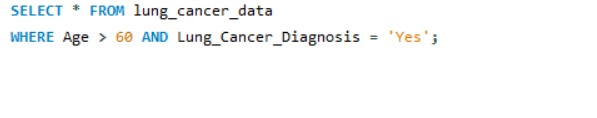 SELECT * FROM lung_cancer_data
WHERE Age > 60 AND Lung_Cancer_Diagnosis = 'Yes';